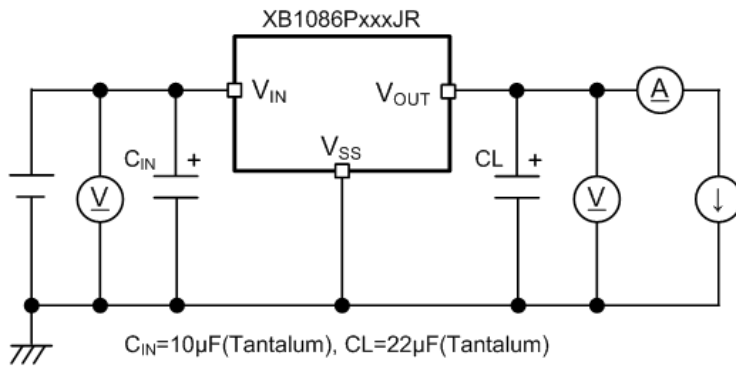 XB1086PxxxJR
VIN
VOUT
VSS
CIN +
CL +
A
V
V
↓
CIN=10µF(Tantalum), CL=22µF(Tantalum)